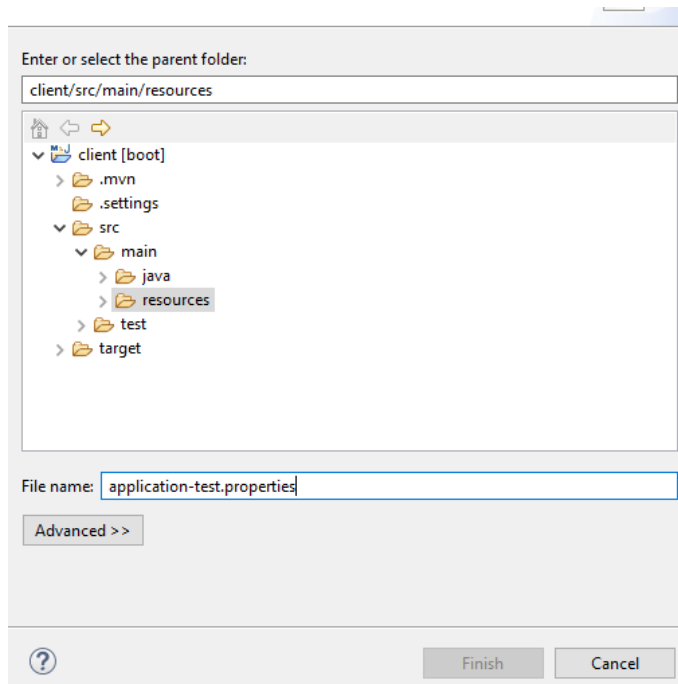 Enter or select the parent folder:
client/src/main/resources
client [boot]
.mvn
.settings
src
main
java
resources
test
target
File name: application-test.properties
Advanced >>
Finish Cancel